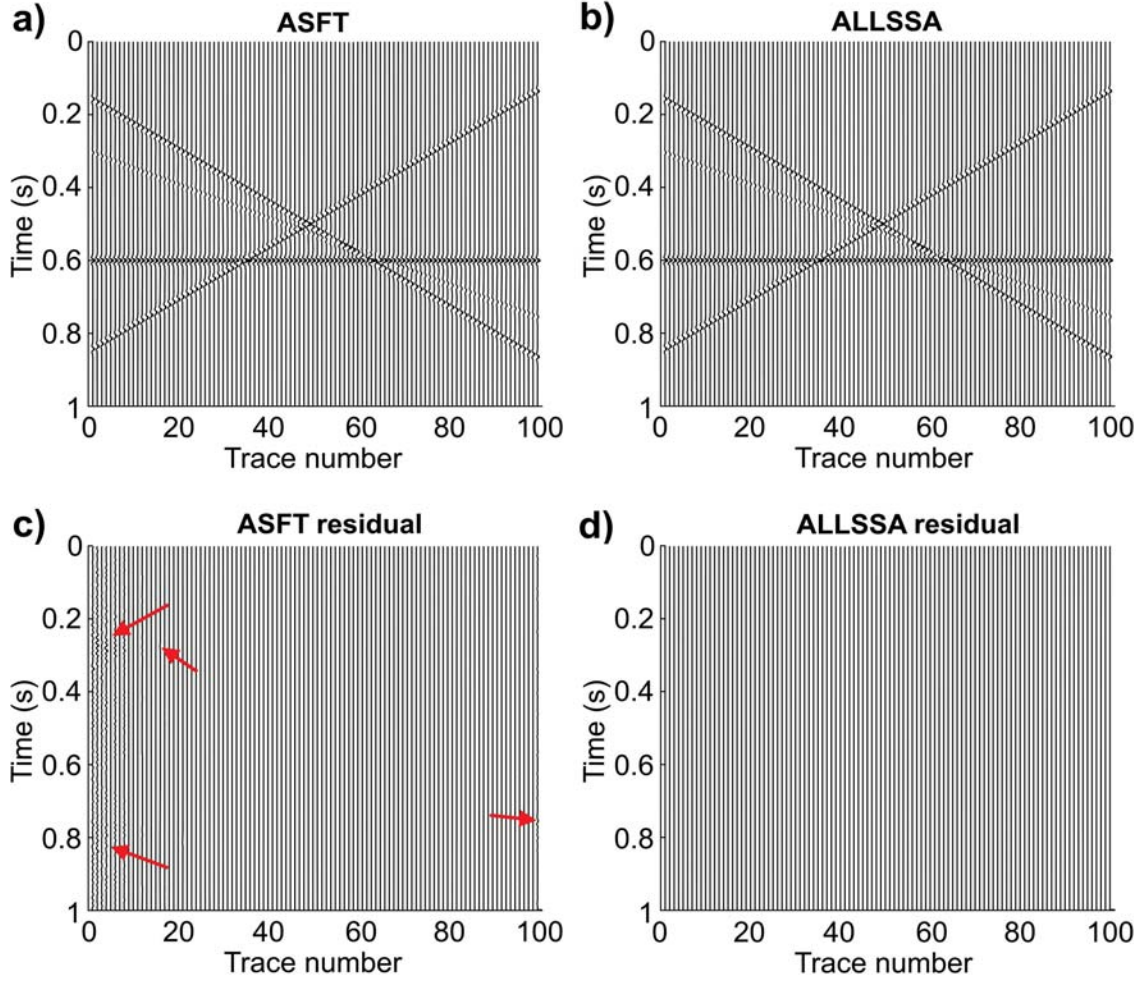 a)
ASFT
0
0.2
0.4
0.6
0.8
1
Time (s)
0 20 40 60 80 100
Trace number
b)
ALLSSA
0
0.2
0.4
0.6
0.8
1
Time (s)
0 20 40 60 80 100
Trace number
c)
ASFT residual
0
0.2
0.4
0.6
0.8
1
Time (s)
0 20 40 60 80 100
Trace number
d)
ALLSSA residual
0
0.2
0.4
0.6
0.8
1
Time (s)
0 20 40 60 80 100
Trace number